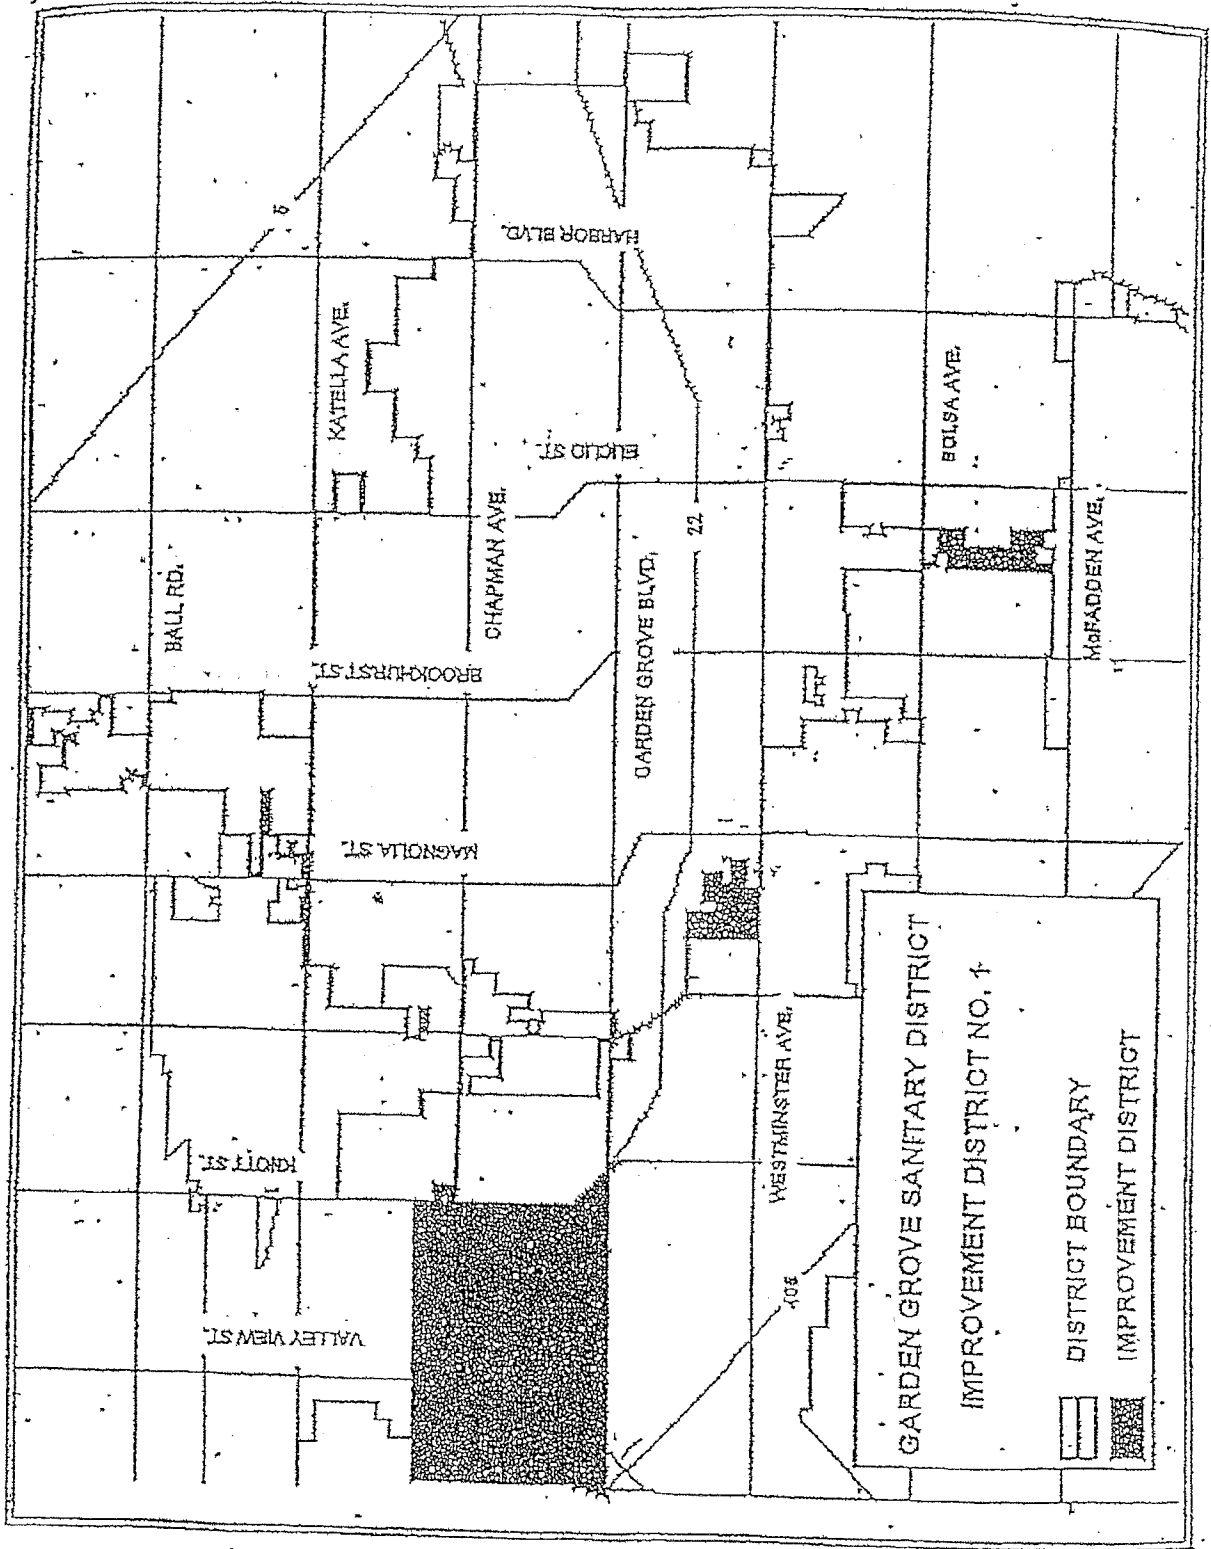 BALL RD.
KATELLA AVE.
CHAPMAN AVE.
GARDEN GROVE BLVD.
22
WESTMINSTER AVE.
BOLSA AVE.
McFADDEN AVE.
5
HARBOR BLVD.
EUCLID ST.
BROOKHURST ST.
MAGNOLIA ST.
KNOTT ST.
VALLEY VIEW ST.
405
GARDEN GROVE SANITARY DISTRICT
IMPROVEMENT DISTRICT NO. 1
DISTRICT BOUNDARY
IMPROVEMENT DISTRICT